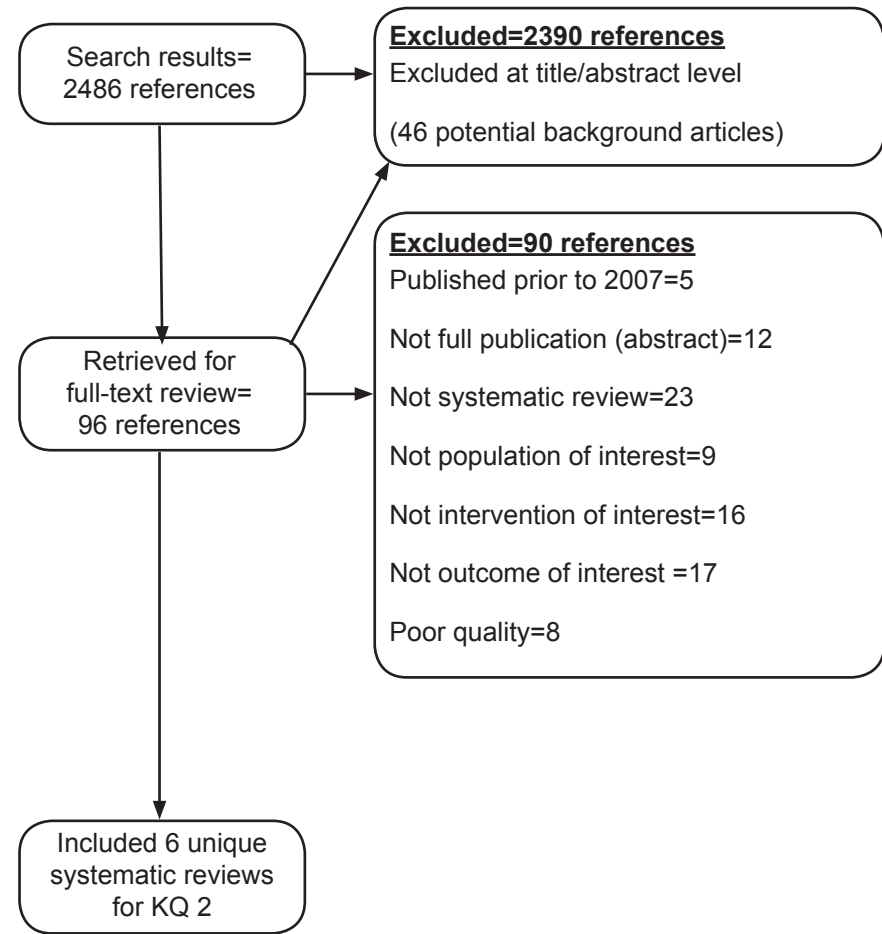 Search results=
2486 references
Excluded=2390 references
Excluded at title/abstract level
(46 potential background articles)
Retrieved for
full-text review=
96 references
Excluded=90 references
Published prior to 2007=5
Not full publication (abstract)=12
Not systematic review=23
Not population of interest=9
Not intervention of interest=16
Not outcome of interest =17
Poor quality=8
Included 6 unique
systematic reviews
for KQ 2